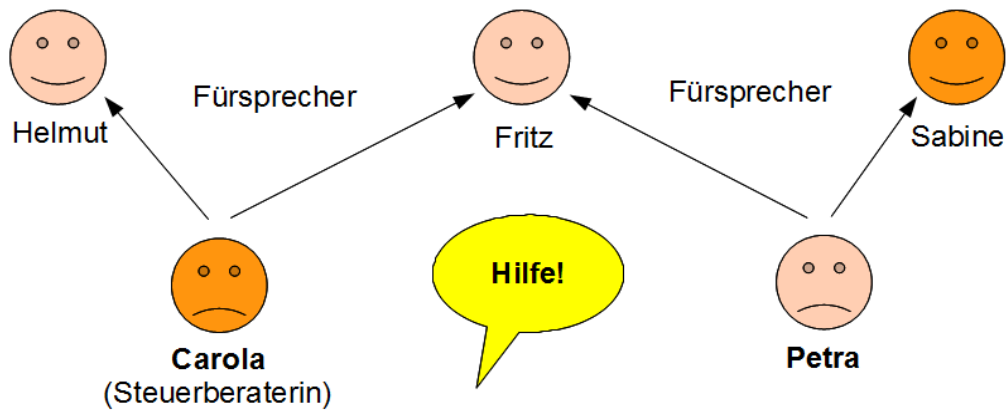 Fürsprecher
Fürsprecher
Helmut
Fritz
Sabine
Hilfe!
Carola
(Steuerberaterin)
Petra